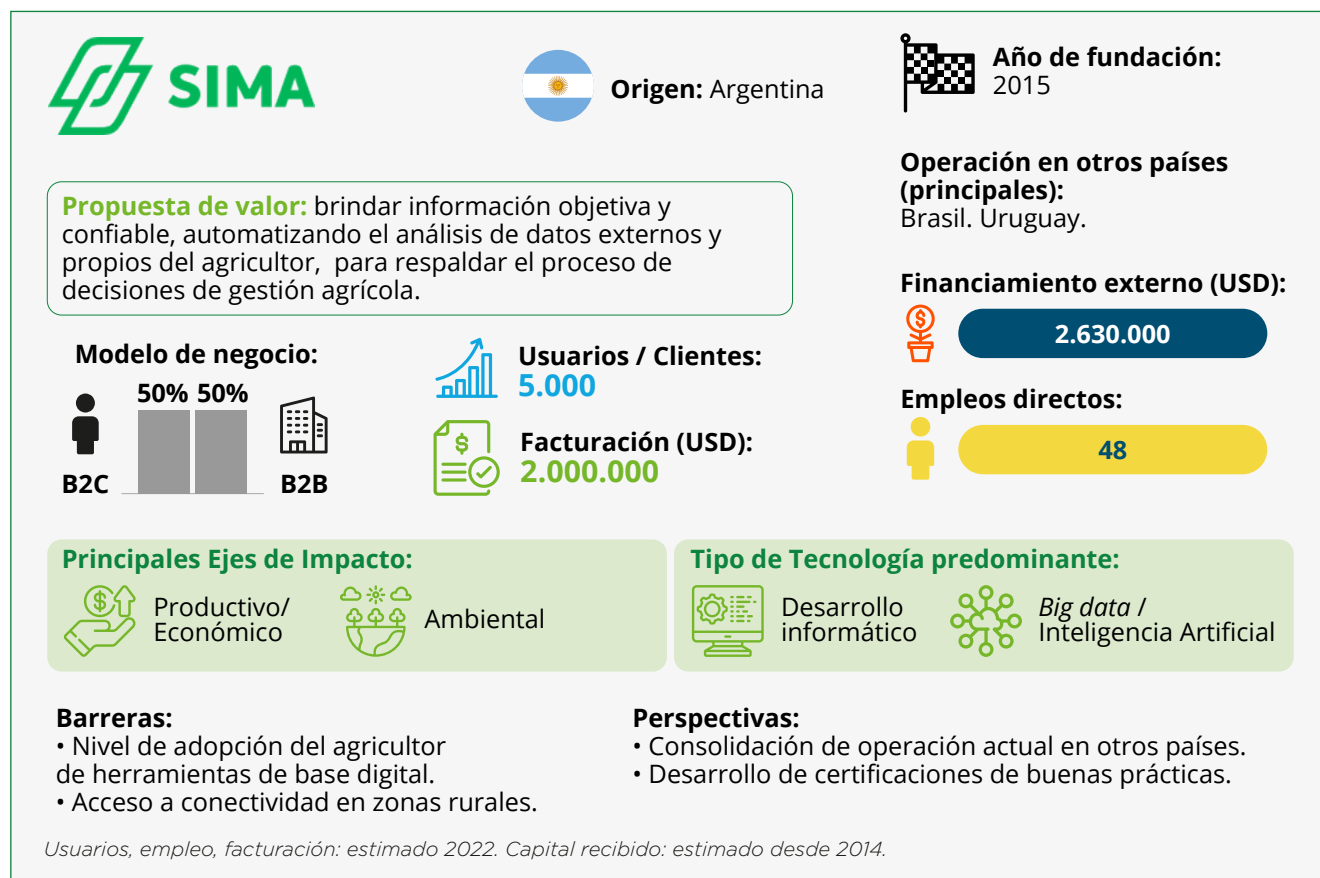 SIMA
Origen: Argentina
Año de fundación:
2015
Operación en otros países
(principales):
Brasil. Uruguay.
Propuesta de valor: brindar información objetiva y
confiable, automatizando el análisis de datos externos y
propios del agricultor, para respaldar el proceso de
decisiones de gestión agrícola.
Financiamiento externo (USD):
2.630.000
Modelo de negocio:
50% 50%
B2C
B2B
Usuarios / Clientes:
5.000
Facturación (USD):
2.000.000
Empleos directos:
48
Principales Ejes de Impacto:
Productivo/
Económico
Ambiental
Tipo de Tecnología predominante:
Desarrollo
informático
Big data /
Inteligencia Artificial
Barreras:
• Nivel de adopción del agricultor
de herramientas de base digital.
• Acceso a conectividad en zonas rurales.
Perspectivas:
• Consolidación de operación actual en otros países.
• Desarrollo de certificaciones de buenas prácticas.
Usuarios, empleo, facturación: estimado 2022. Capital recibido: estimado desde 2014.